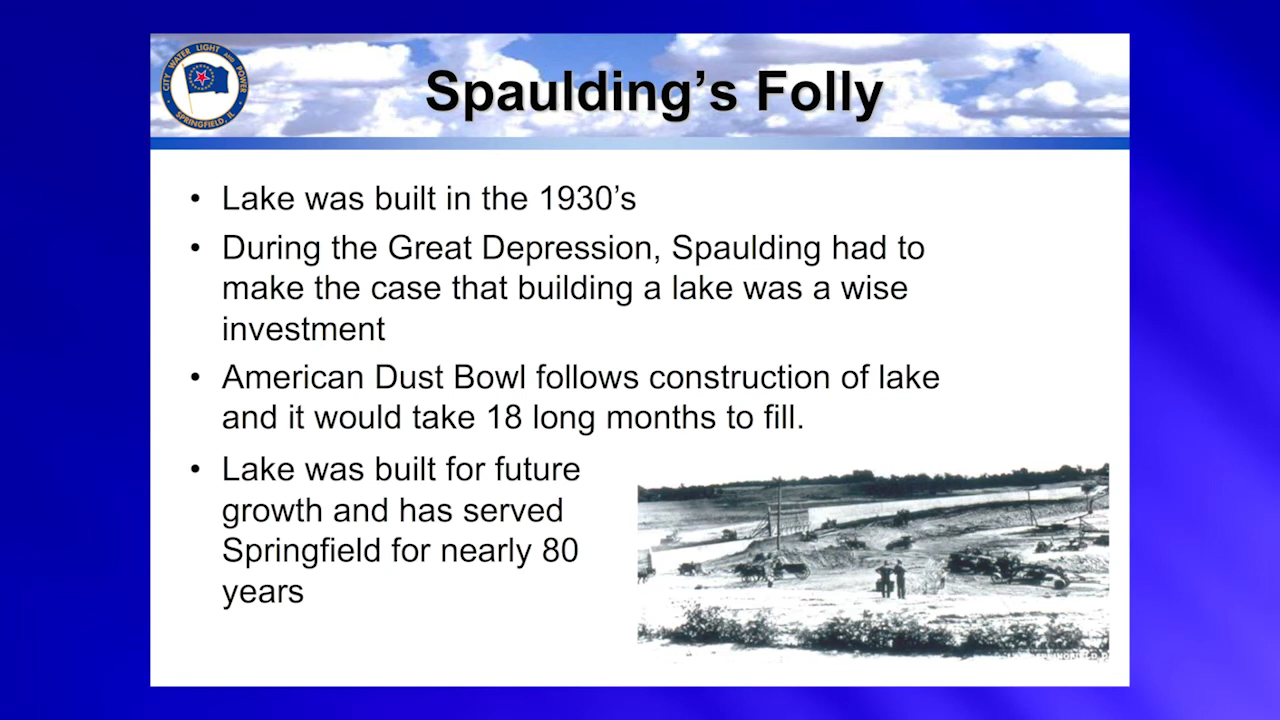 CITY WATER LIGHT AND POWER
SPRINGFIELD, IL
Spaulding's Folly
• Lake was built in the 1930's
• During the Great Depression, Spaulding had to
make the case that building a lake was a wise
investment
• American Dust Bowl follows construction of lake
and it would take 18 long months to fill.
• Lake was built for future
growth and has served
Springfield for nearly 80
years